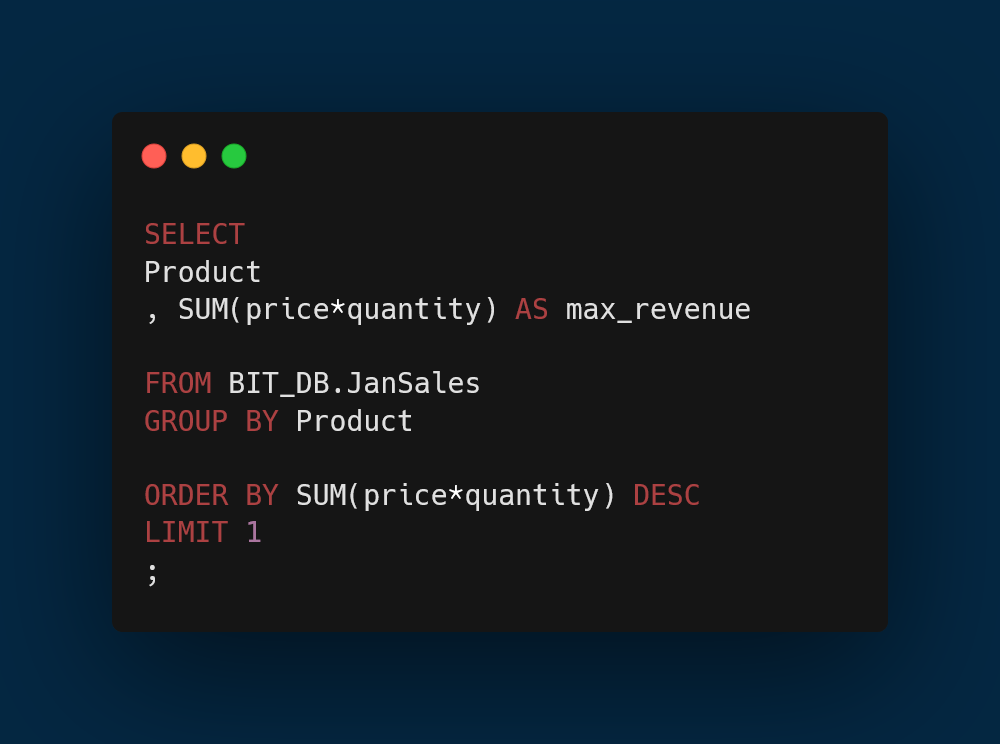 SELECT
Product
, SUM(price*quantity) AS max_revenue
FROM BIT_DB.JanSales
GROUP BY Product
ORDER BY SUM(price*quantity) DESC
LIMIT 1
;